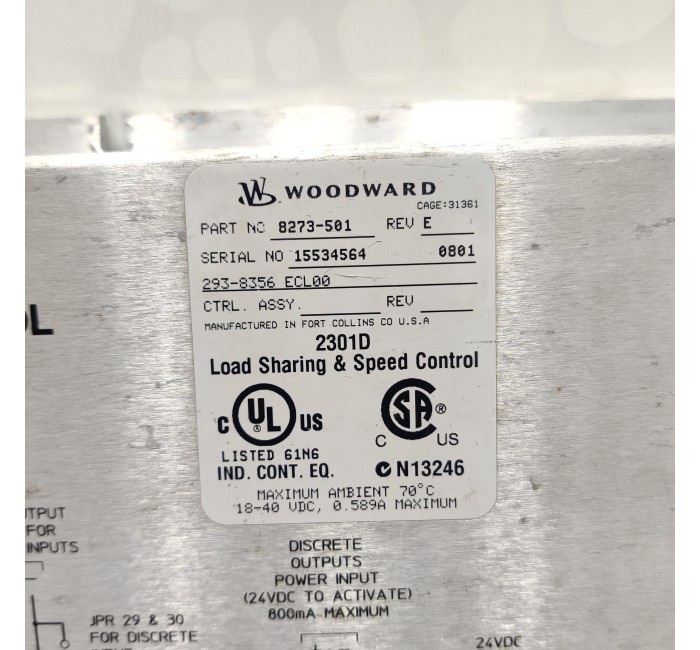 WOODWARD
CAGE:31361
PART NO 8273-501 REV E
SERIAL NO 15534564 0801
293-8356 ECL00
CTRL. ASSY. REV
MANUFACTURED IN FORT COLLINS CO U.S.A
2301D
Load Sharing & Speed Control
C UL ® US
SA ®
C US
LISTED 61N6
IND. CONT. EQ.
N13246
MAXIMUM AMBIENT 70°C
18-40 VDC, 0.589A MAXIMUM
OL
TPUT
FOR
INPUTS
DISCRETE
OUTPUTS
POWER INPUT
(24VDC TO ACTIVATE)
800mA MAXIMUM
JPR 29 & 30
FOR DISCRETE
24VDC